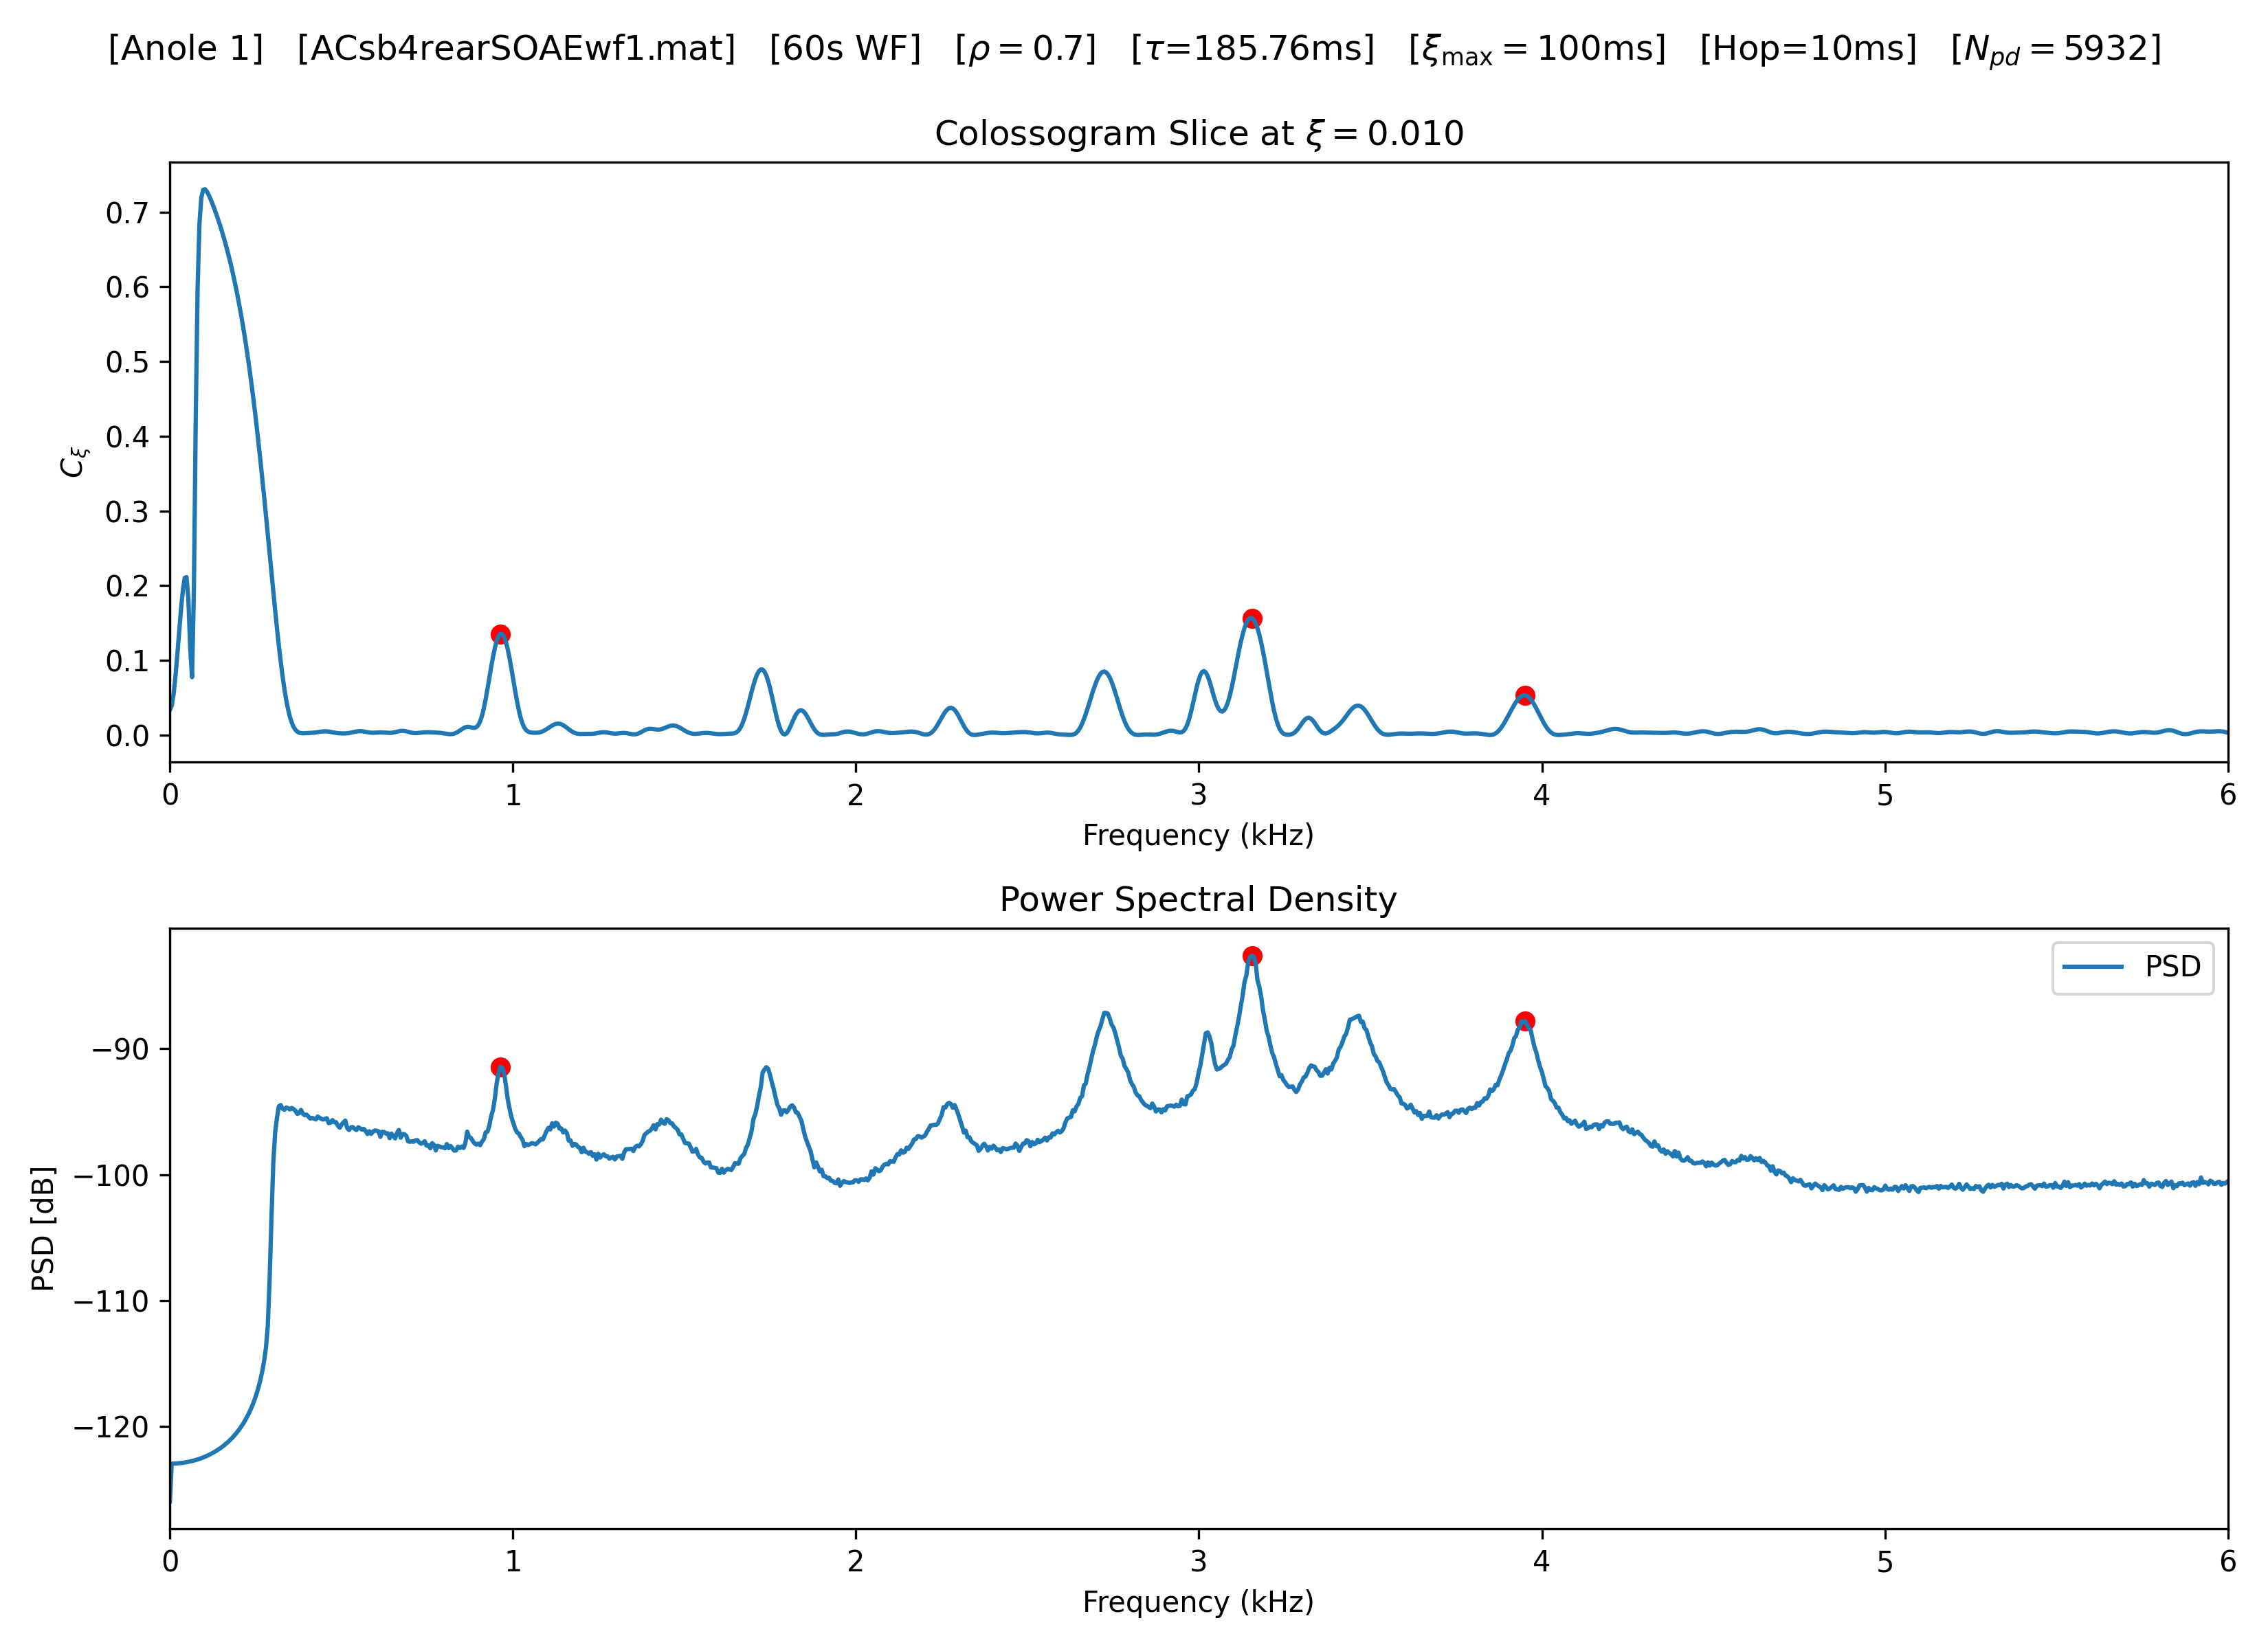 [Anole 1] [ACsb4rearSOAEwf1.mat] [60s WF] [ρ = 0.7] [τ=185.76ms] [ξmax = 100ms] [Hop=10ms] [Npd = 5932]
Colossogram Slice at ξ = 0.010
0.7
0.6
0.5
0.4
0.3
0.2
0.1
0.0
Cξ
0 1 2 3 4 5 6
Frequency (kHz)
Power Spectral Density
PSD
−90
−100
−110
−120
PSD [dB]
0 1 2 3 4 5 6
Frequency (kHz)